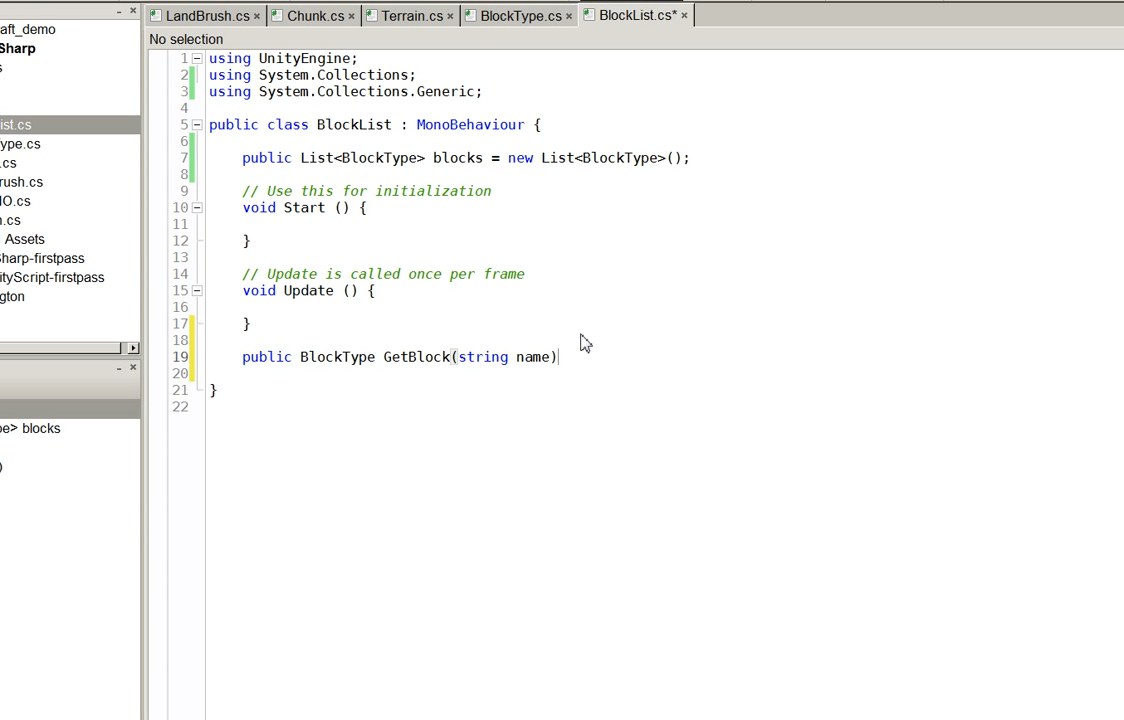 LandBrush.cs × Chunk.cs × Terrain.cs × BlockType.cs × BlockList.cs* ×
No selection
aft_demo
Sharp
s
ist.cs
ype.cs
.cs
rush.cs
IO.cs
n.cs
Assets
harp-firstpass
ityScript-firstpass
gton
pe> blocks
)
1 using UnityEngine;
2 using System.Collections;
3 using System.Collections.Generic;
4
5 public class BlockList : MonoBehaviour {
6
7 public List<BlockType> blocks = new List<BlockType>();
8
9 // Use this for initialization
10 void Start () {
11
12 }
13
14 // Update is called once per frame
15 void Update () {
16
17 }
18
19 public BlockType GetBlock(string name)
20
21 }
22